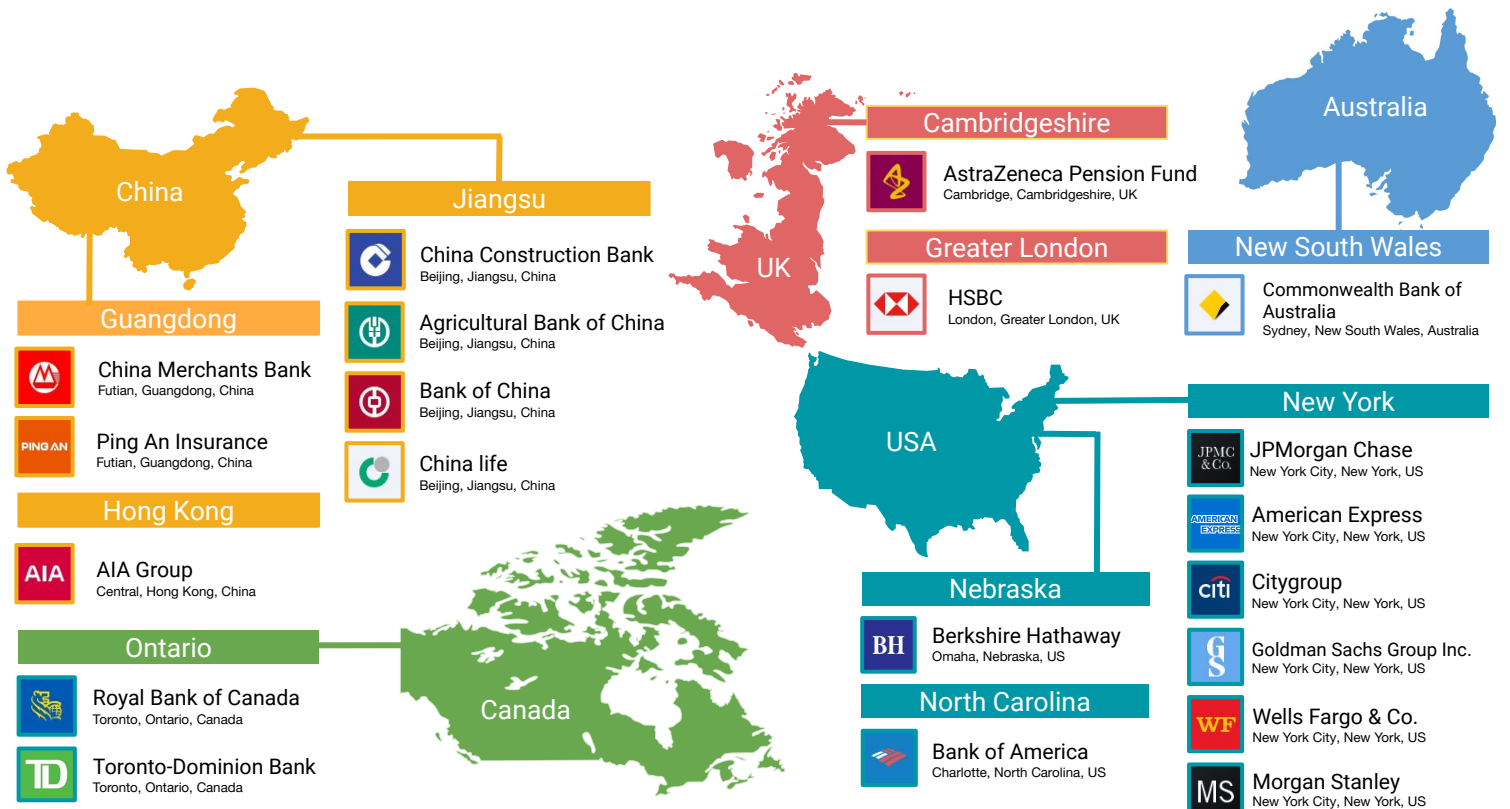 China
Jiangsu
China Construction Bank
Beijing, Jiangsu, China
Agricultural Bank of China
Beijing, Jiangsu, China
Bank of China
Beijing, Jiangsu, China
China life
Beijing, Jiangsu, China
Guangdong
China Merchants Bank
Futian, Guangdong, China
PING AN
Ping An Insurance
Futian, Guangdong, China
Hong Kong
AIA
AIA Group
Central, Hong Kong, China
UK
Cambridgeshire
AstraZeneca Pension Fund
Cambridge, Cambridgeshire, UK
Greater London
HSBC
London, Greater London, UK
Australia
New South Wales
Commonwealth Bank of
Australia
Sydney, New South Wales, Australia
Ontario
Royal Bank of Canada
Toronto, Ontario, Canada
TD
Toronto-Dominion Bank
Toronto, Ontario, Canada
Canada
USA
Nebraska
BH
Berkshire Hathaway
Omaha, Nebraska, US
North Carolina
Bank of America
Charlotte, North Carolina, US
New York
JPMC
& CO.
JPMorgan Chase
New York City, New York, US
AMERICAN
EXPRESS
American Express
New York City, New York, US
citi
Citygroup
New York City, New York, US
G
S
Goldman Sachs Group Inc.
New York City, New York, US
WF
Wells Fargo & Co.
New York City, New York, US
MS
Morgan Stanley
New York City, New York, US